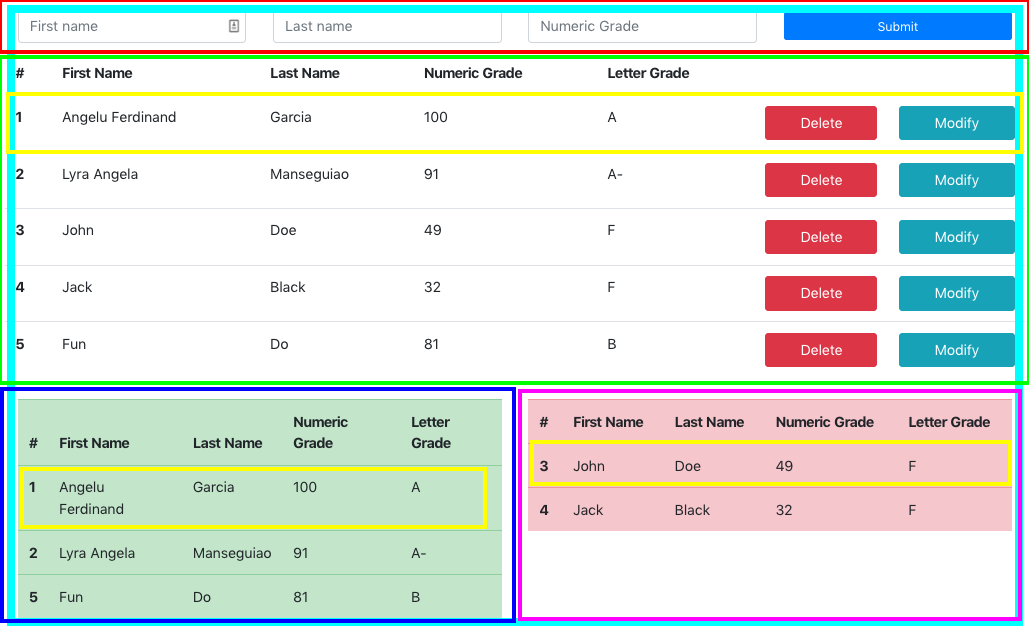 First name Last name Numeric Grade Submit
# First Name Last Name Numeric Grade Letter Grade
1 Angelu Ferdinand Garcia 100 A Delete Modify
2 Lyra Angela Manseguiao 91 A- Delete Modify
3 John Doe 49 F Delete Modify
4 Jack Black 32 F Delete Modify
5 Fun Do 81 B Delete Modify
# First Name Last Name Numeric Grade Letter Grade
1 Angelu Ferdinand Garcia 100 A
2 Lyra Angela Manseguiao 91 A-
5 Fun Do 81 B
# First Name Last Name Numeric Grade Letter Grade
3 John Doe 49 F
4 Jack Black 32 F